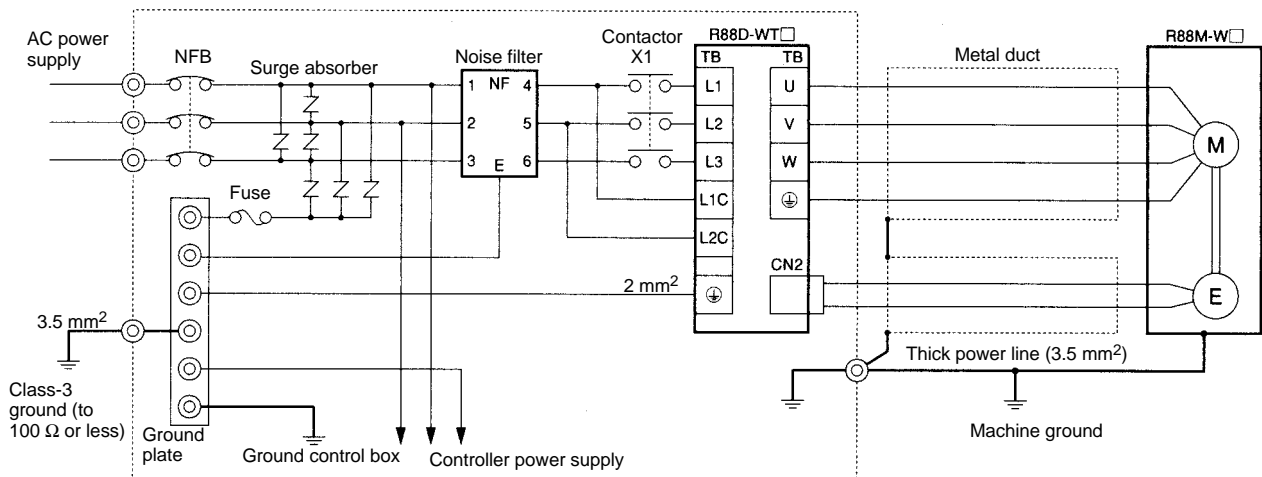 AC power
supply
NFB
Surge absorber
Noise filter
Contactor
X1
R88D-WT□
Metal duct
R88M-W□
1 NF 4
2 5
3 E 6
TB TB
L1 U
L2 V
L3 W
L1C
L2C
CN2
M
E
Fuse
2 mm²
3.5 mm²
Class-3
ground (to
100 Ω or less)
Ground
plate
Ground control box
Controller power supply
Thick power line (3.5 mm²)
Machine ground